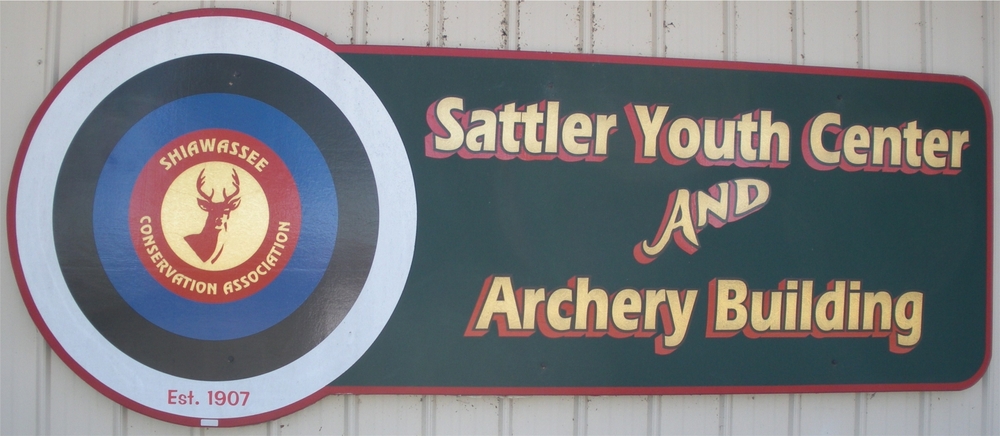 SHIAWASSEE
CONSERVATION ASSOCIATION
Est. 1907
Sattler Youth Center
AND
Archery Building